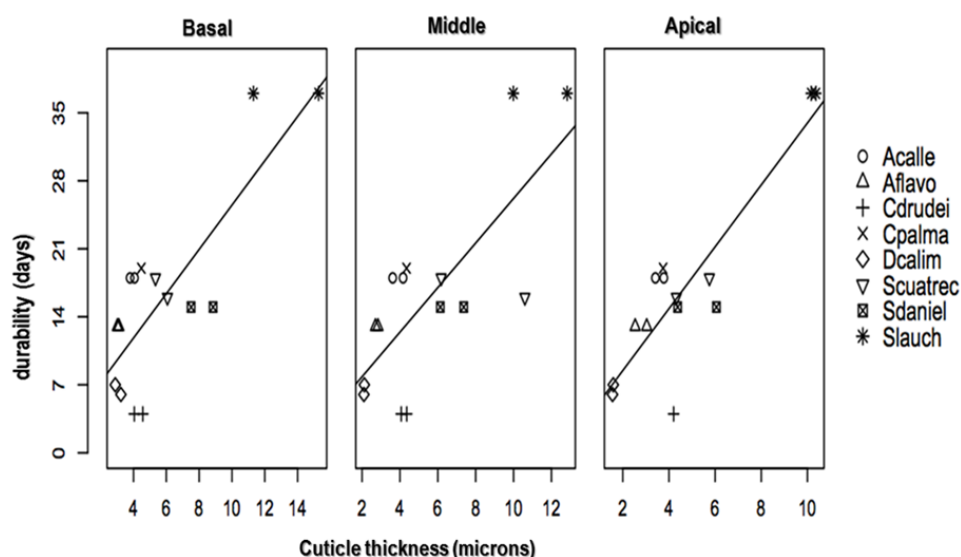 Basal Middle Apical
durability (days)
35
28
21
14
7
0
4 6 8 10 12 14
2 4 6 8 10 12
2 4 6 8 10
Cuticle thickness (microns)
Acalle
Aflavo
Cdrudei
Cpalma
Dcalim
Scuatrec
Sdaniel
Slauch